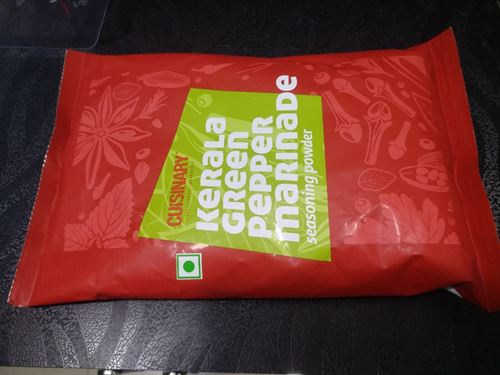 CUISINARY
Kerala
Green
Pepper
marinade
seasoning powder